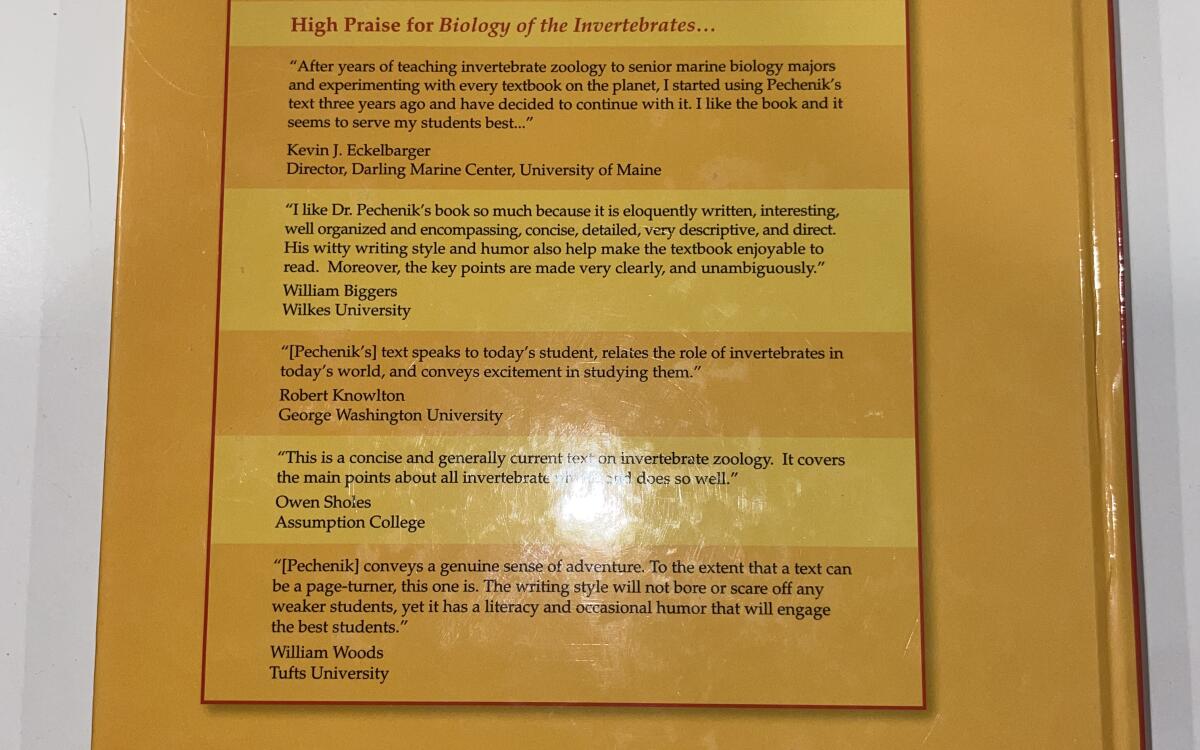 High Praise for Biology of the Invertebrates...
“After years of teaching invertebrate zoology to senior marine biology majors
and experimenting with every textbook on the planet, I started using Pechenik’s
text three years ago and have decided to continue with it. I like the book and it
seems to serve my students best...”
Kevin J. Eckelbarger
Director, Darling Marine Center, University of Maine
“I like Dr. Pechenik’s book so much because it is eloquently written, interesting,
well organized and encompassing, concise, detailed, very descriptive, and direct.
His witty writing style and humor also help make the textbook enjoyable to
read. Moreover, the key points are made very clearly, and unambiguously.”
William Biggers
Wilkes University
“[Pechenik’s] text speaks to today’s student, relates the role of invertebrates in
today’s world, and conveys excitement in studying them.”
Robert Knowlton
George Washington University
“This is a concise and generally current text on invertebrate zoology. It covers
the main points about all invertebrate and does so well.”
Owen Sholes
Assumption College
“[Pechenik] conveys a genuine sense of adventure. To the extent that a text can
be a page-turner, this one is. The writing style will not bore or scare off any
weaker students, yet it has a literacy and occasional humor that will engage
the best students.”
William Woods
Tufts University